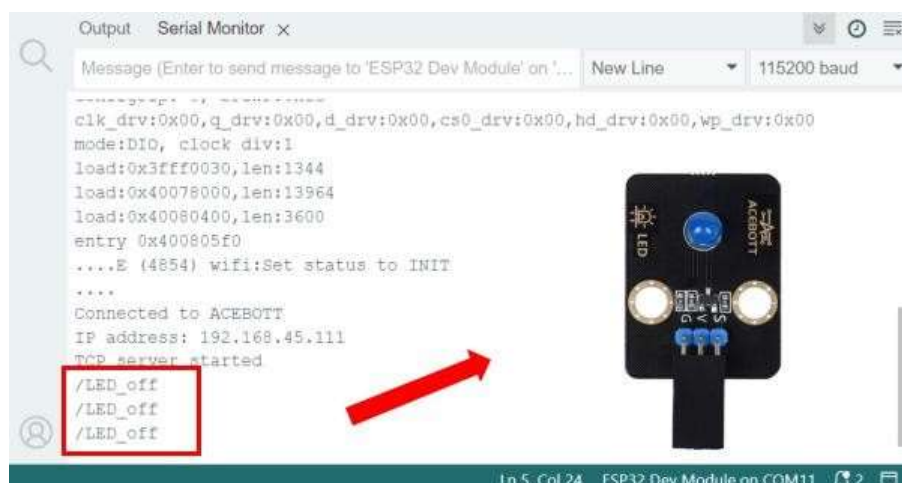 Output Serial Monitor ×
Message (Enter to send message to 'ESP32 Dev Module' on '... New Line 115200 baud
clk_drv:0x00,q_drv:0x00,d_drv:0x00,cs0_drv:0x00,hd_drv:0x00,wp_drv:0x00
mode:DIO, clock div:1
load:0x3fff0030,len:1344
load:0x40078000,len:13964
load:0x40080400,len:3600
entry 0x400805f0
....E (4854) wifi:Set status to INIT
....
Connected to ACEBOTT
IP address: 192.168.45.111
TCP server started
/LED_off
/LED_off
/LED_off
LED
ACEBOTT
G V S
Ln 5, Col 24 ESP32 Dev Module on COM11 2